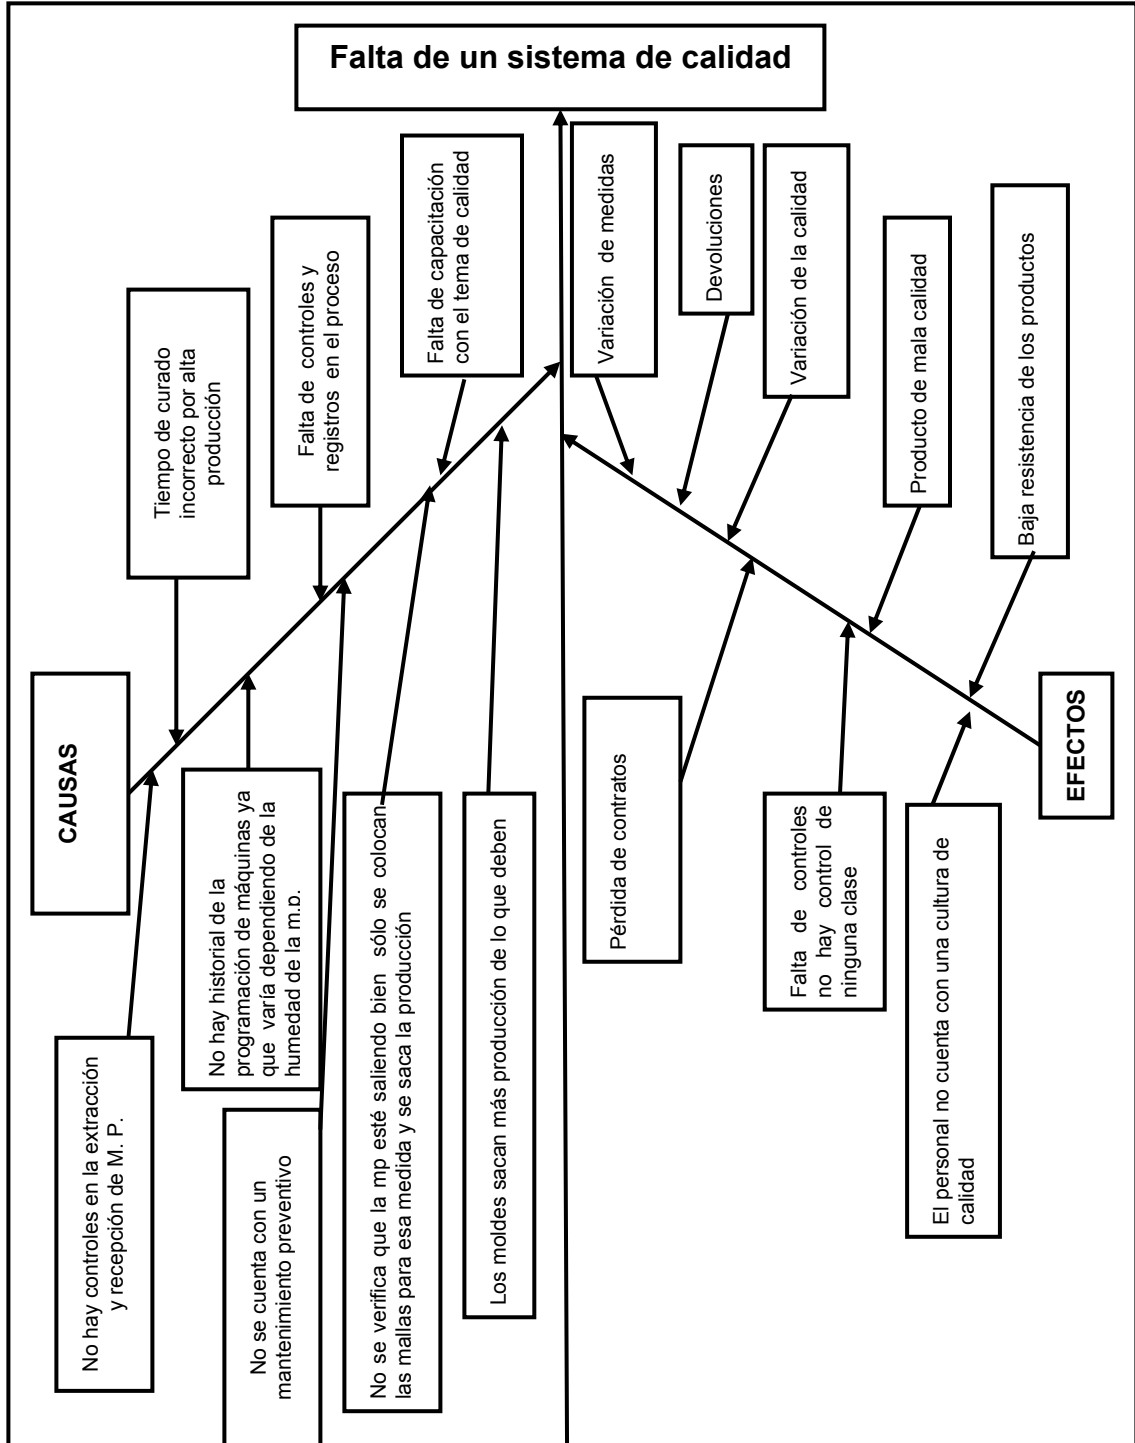 Falta de un sistema de calidad
CAUSAS
Tiempo de curado
incorrecto por alta
producción
Falta de controles y
registros en el proceso
Falta de capacitación
con el tema de calidad
No hay controles en la extracción
y recepción de M. P.
No hay historial de la
programación de máquinas ya
que varía dependiendo de la
humedad de la m.p.
No se cuenta con un
mantenimiento preventivo
No se verifica que la mp esté saliendo bien sólo se colocan
las mallas para esa medida y se saca la producción
Los moldes sacan más producción de lo que deben
Variación de medidas
Devoluciones
Variación de la calidad
Producto de mala calidad
Baja resistencia de los productos
Pérdida de contratos
Falta de controles
no hay control de
ninguna clase
El personal no cuenta con una cultura de
calidad
EFECTOS